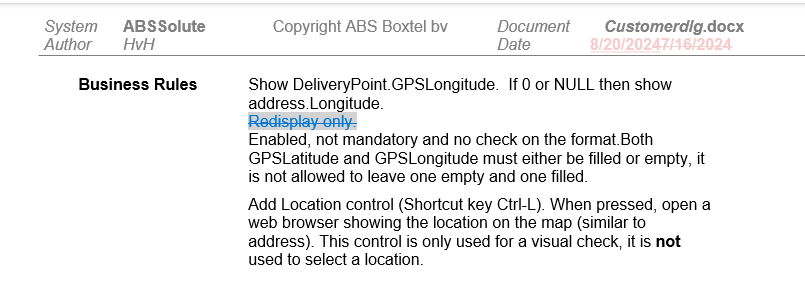 System ABSSolute Copyright ABS Boxtel bv Document Customerdlg.docx
Author HvH Date 8/20/20247/16/2024
Business Rules Show DeliveryPoint.GPSLongitude. If 0 or NULL then show
address.Longitude.
Redisplay only.
Enabled, not mandatory and no check on the format.Both
GPSLatitude and GPSLongitude must either be filled or empty, it
is not allowed to leave one empty and one filled.
Add Location control (Shortcut key Ctrl-L). When pressed, open a
web browser showing the location on the map (similar to
address). This control is only used for a visual check, it is not
used to select a location.